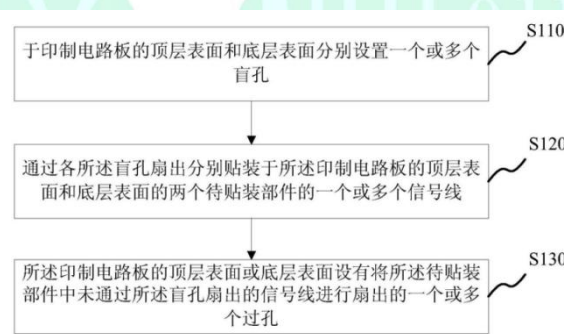 S110
于印制电路板的顶层表面和底层表面分别设置一个或多个
盲孔
S120
通过各所述盲孔扇出分别贴装于所述印制电路板的顶层表
面和底层表面的两个待贴装部件的一个或多个信号线
S130
所述印制电路板的顶层表面或底层表面设有将所述待贴装
部件中未通过所述盲孔扇出的信号线进行扇出的一个或多
个过孔